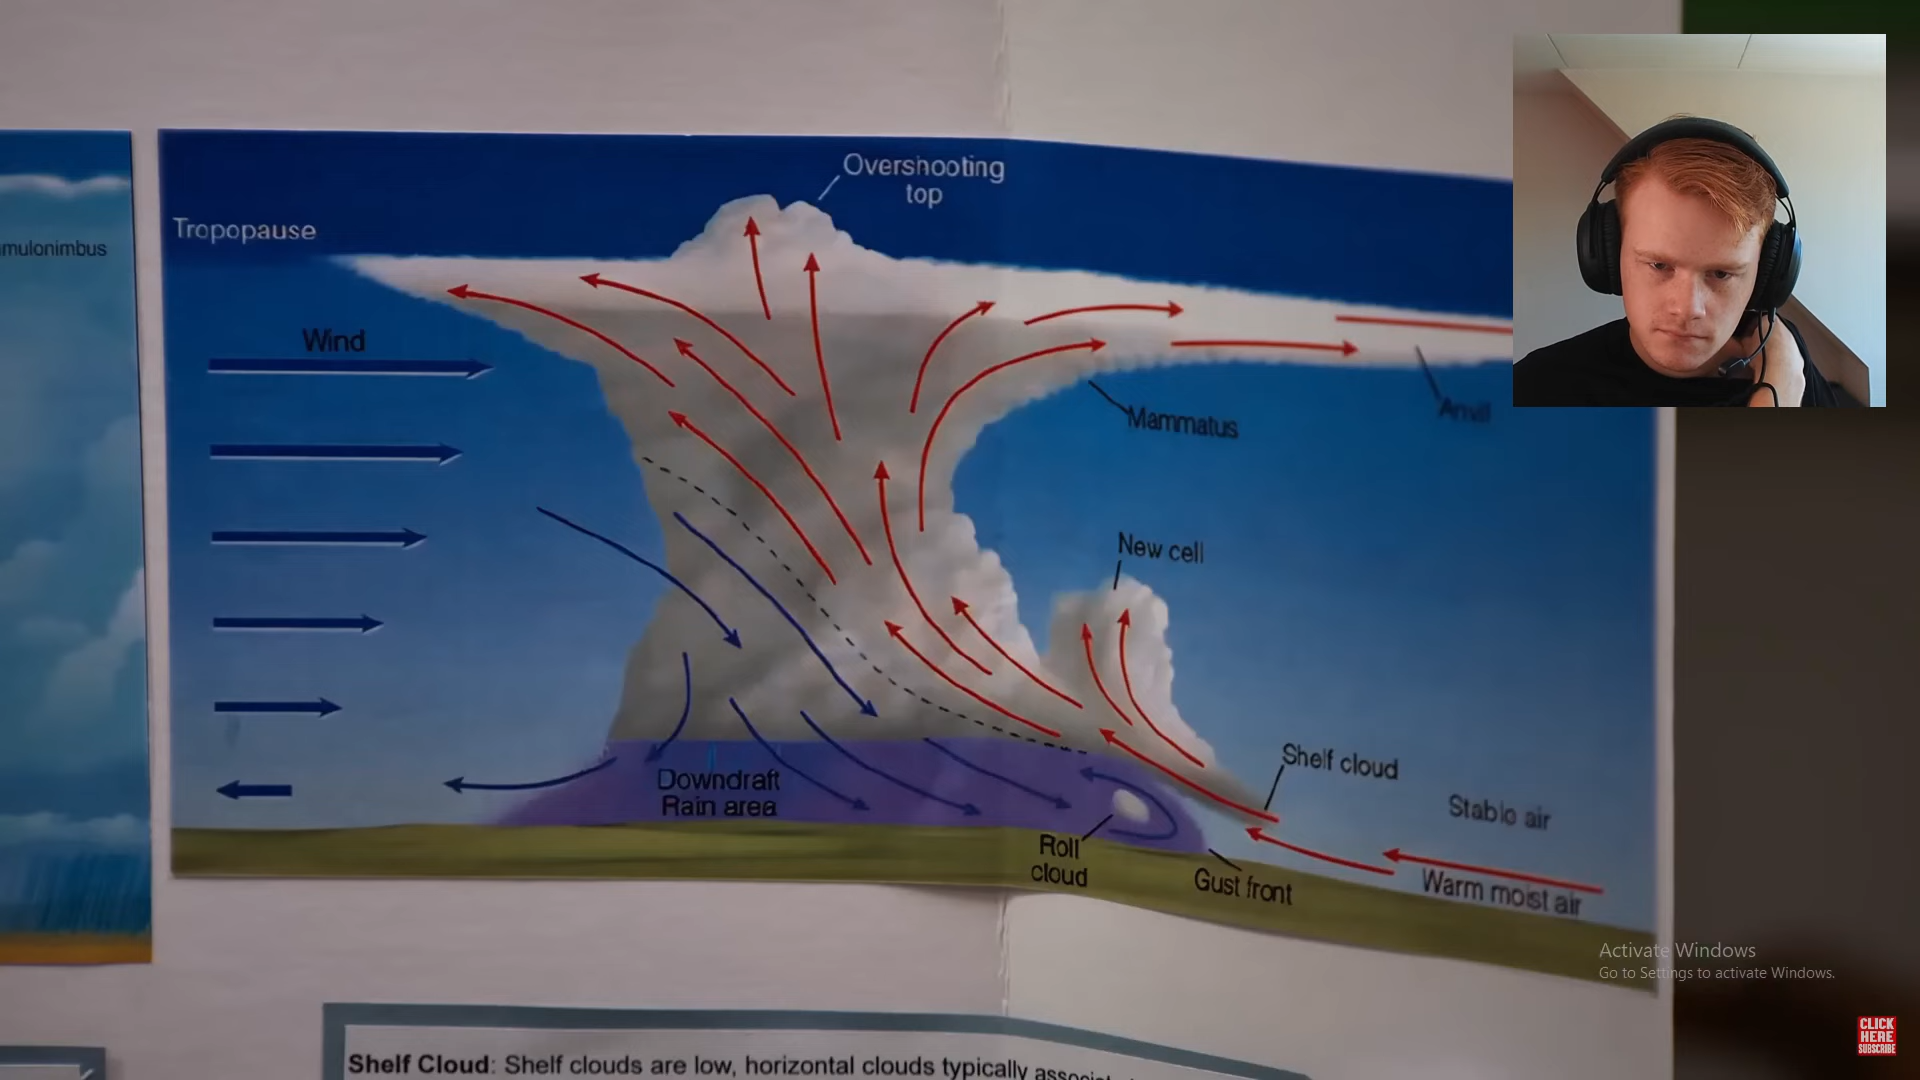 Overshooting
top
Tropopause
mulonimbus
Wind
Mammatus
Anvil
New cell
Shelf cloud
Stable air
Downdraft
Rain area
Roll
cloud
Gust front
Warm moist air
Activate Windows
Go to Settings to activate Windows.
CLICK
HERE
SUBSCRIBE
Shelf Cloud: Shelf clouds are low, horizontal clouds typically